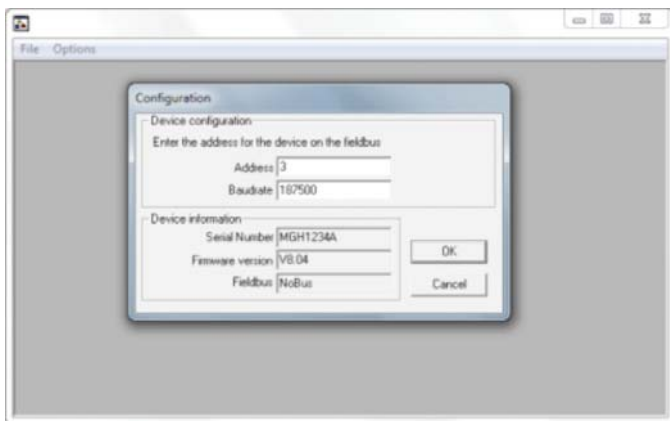 File Options
Configuration
Device configuration
Enter the address for the device on the fieldbus
Address 3
Baudrate 187500
Device information
Serial Number MGH1234A
Firmware version V8.04
Fieldbus NoBus
OK
Cancel